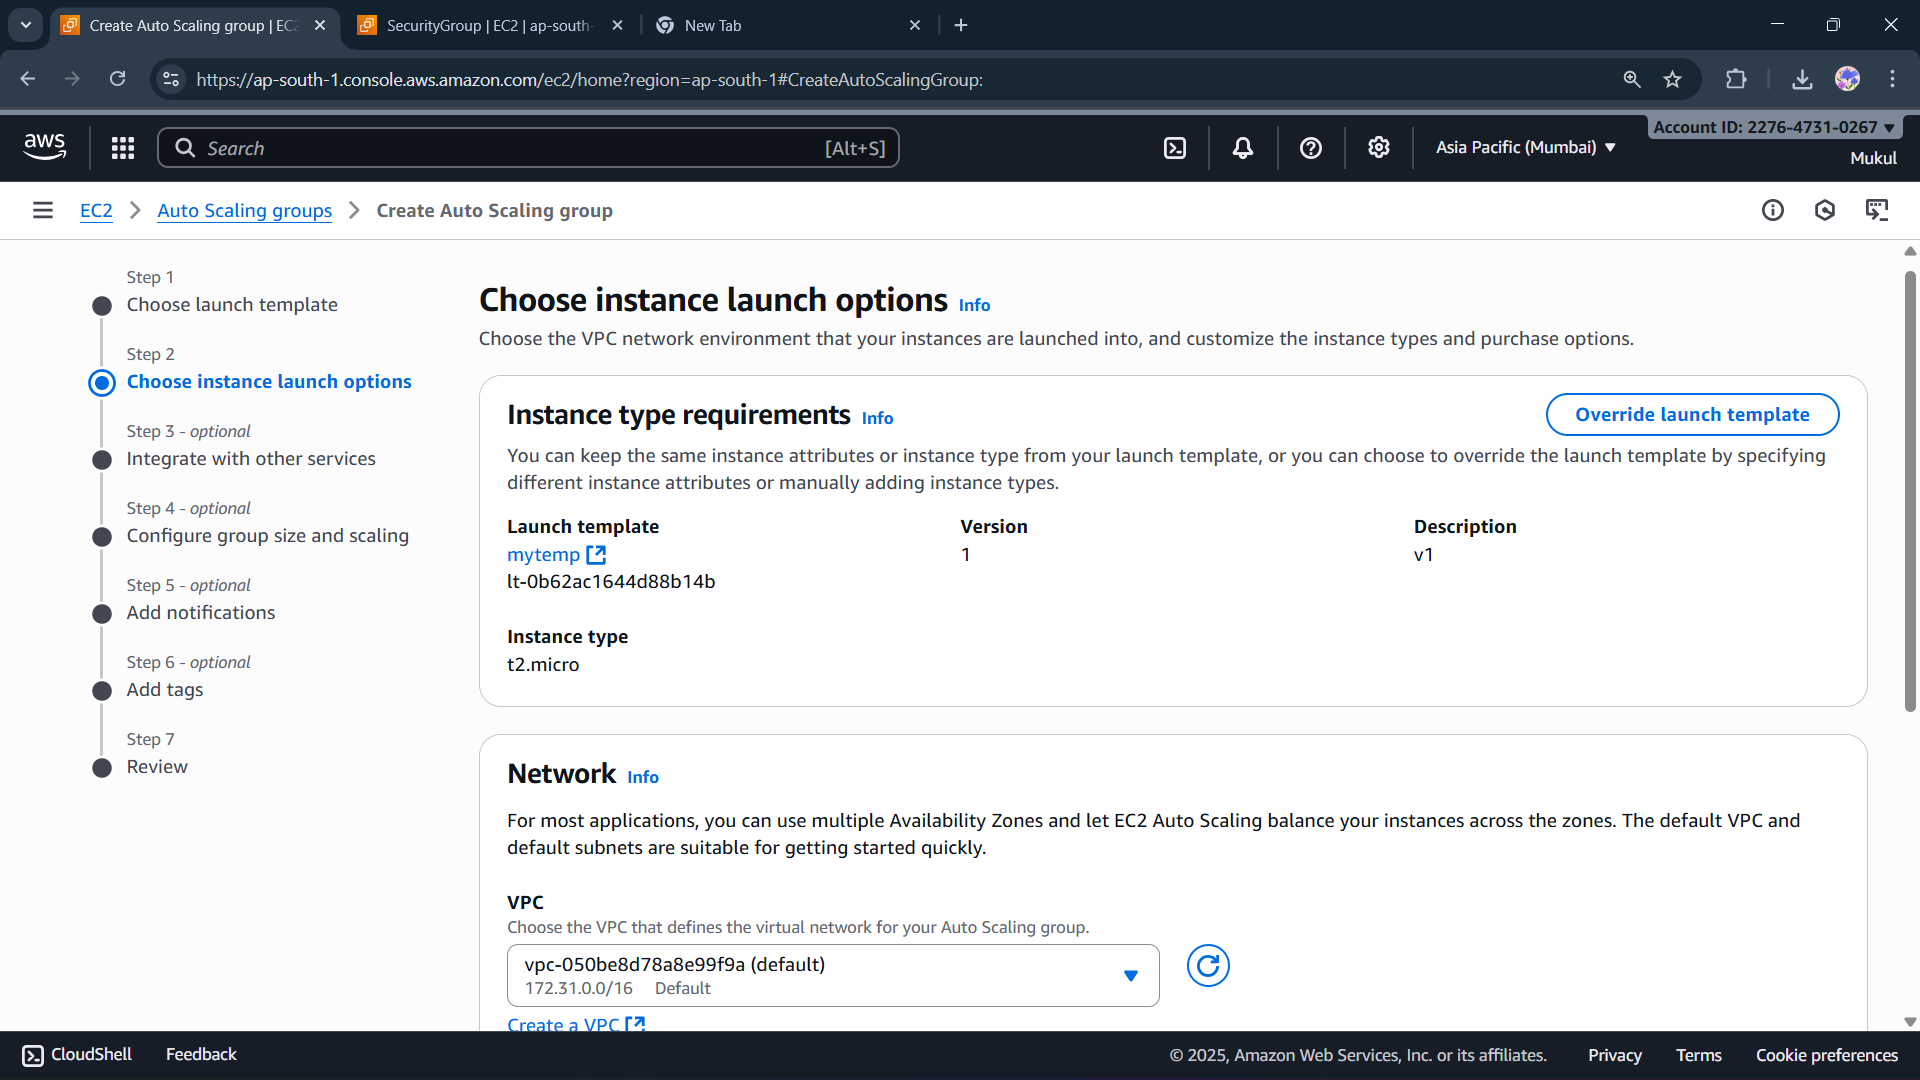 Create Auto Scaling group | EC2
SecurityGroup | EC2 | ap-south-
New Tab
https://ap-south-1.console.aws.amazon.com/ec2/home?region=ap-south-1#CreateAutoScalingGroup:
aws
Search
[Alt+S]
Asia Pacific (Mumbai)
Account ID: 2276-4731-0267
Mukul
EC2
Auto Scaling groups
Create Auto Scaling group
Step 1
Choose launch template
Step 2
Choose instance launch options
Step 3 - optional
Integrate with other services
Step 4 - optional
Configure group size and scaling
Step 5 - optional
Add notifications
Step 6 - optional
Add tags
Step 7
Review
Choose instance launch options Info
Choose the VPC network environment that your instances are launched into, and customize the instance types and purchase options.
Instance type requirements Info
Override launch template
You can keep the same instance attributes or instance type from your launch template, or you can choose to override the launch template by specifying
different instance attributes or manually adding instance types.
Launch template
mytemp
lt-0b62ac1644d88b14b
Version
1
Description
v1
Instance type
t2.micro
Network Info
For most applications, you can use multiple Availability Zones and let EC2 Auto Scaling balance your instances across the zones. The default VPC and
default subnets are suitable for getting started quickly.
VPC
Choose the VPC that defines the virtual network for your Auto Scaling group.
vpc-050be8d78a8e99f9a (default)
172.31.0.0/16 Default
Create a VPC
CloudShell
Feedback
© 2025, Amazon Web Services, Inc. or its affiliates.
Privacy
Terms
Cookie preferences